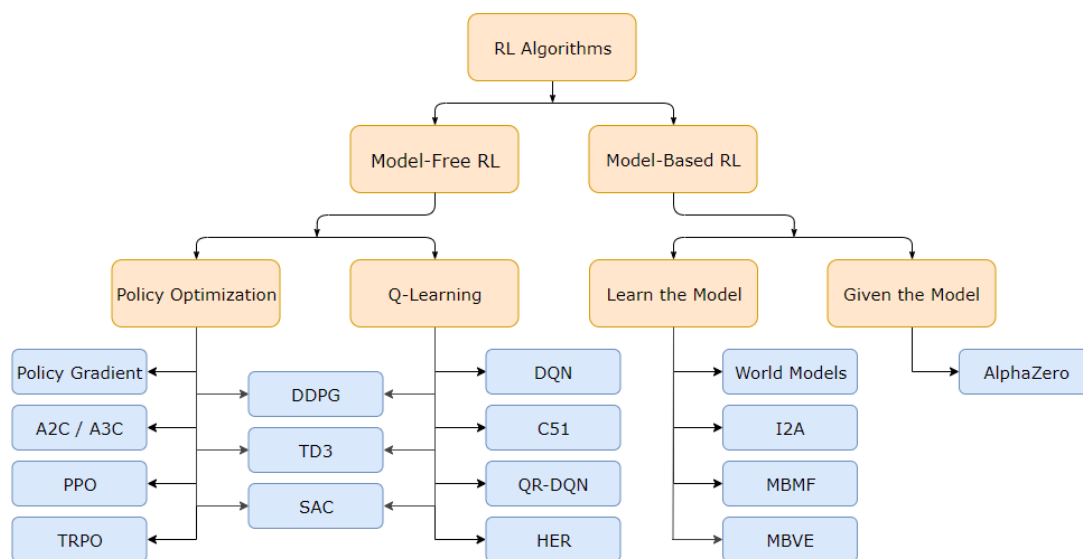 RL Algorithms
Model-Free RL
Model-Based RL
Policy Optimization
Q-Learning
Learn the Model
Given the Model
Policy Gradient
DDPG
DQN
World Models
AlphaZero
A2C / A3C
TD3
C51
I2A
PPO
SAC
QR-DQN
MBMF
TRPO
HER
MBVE